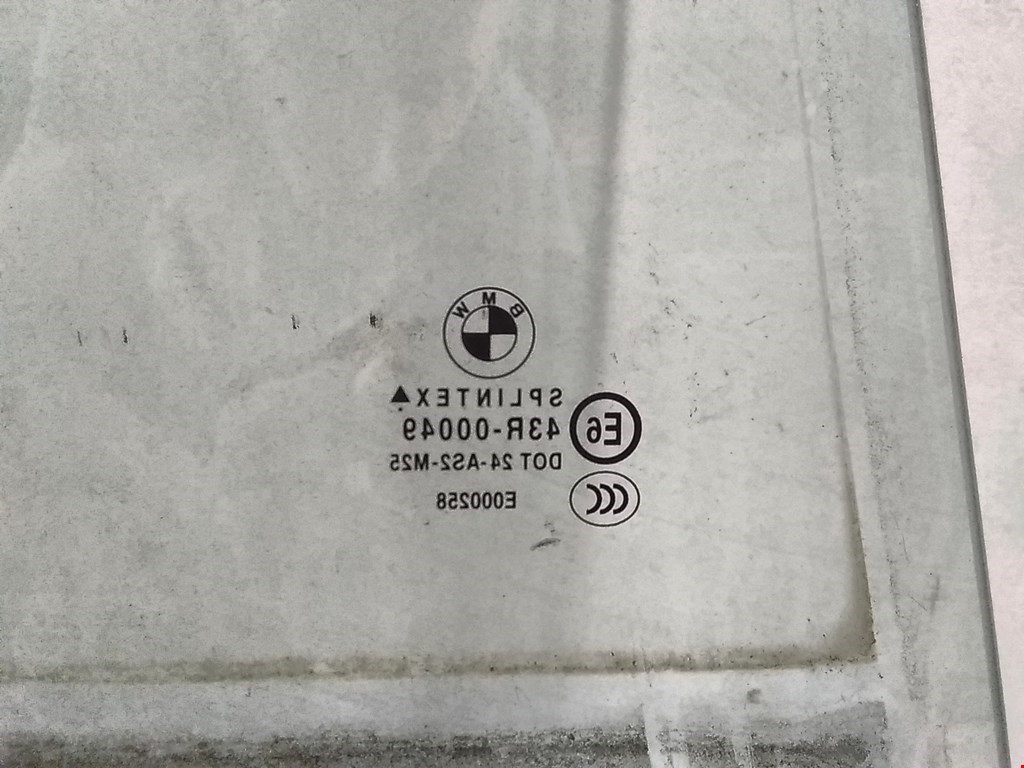 BMW
SPLINTEX
E6
43R-00049
DOT 24-AS2-M25
CCC
E000258